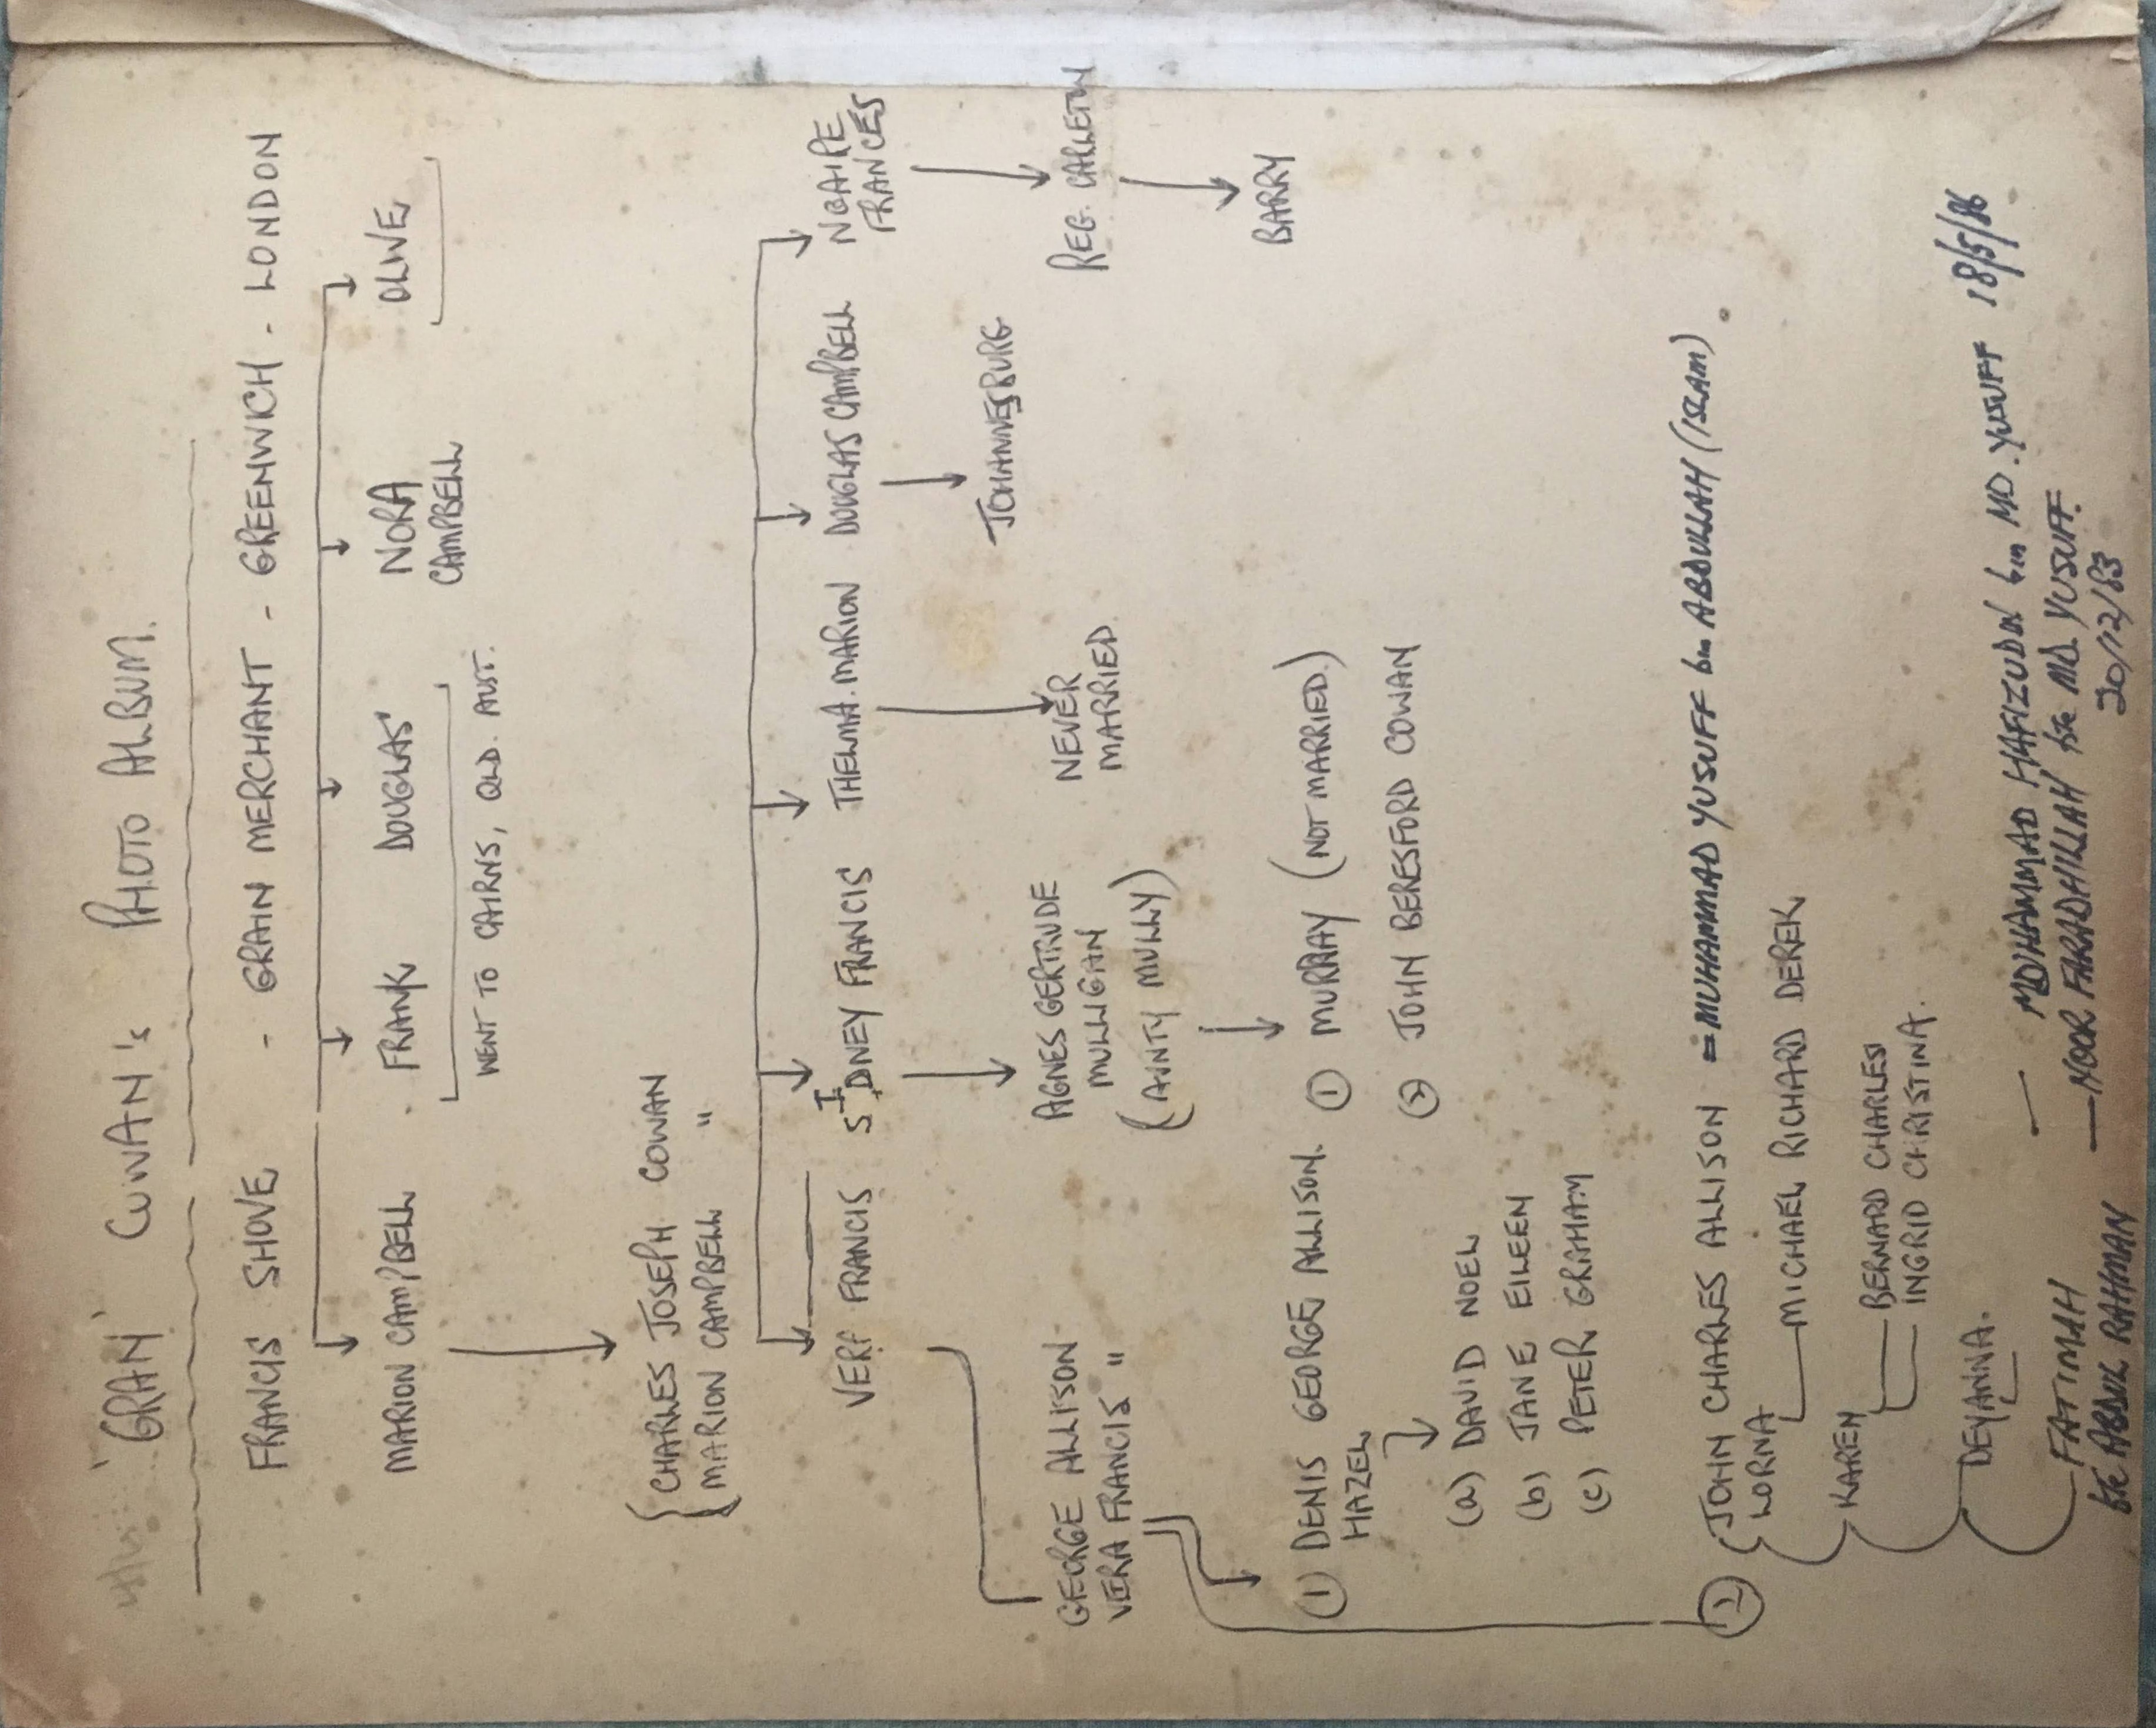 'GRAN' COWAN'S PHOTO ALBUM.
FRANCIS SHOVE - GRAIN MERCHANT - GREENWICH - LONDON
MARION CAMPBELL . FRANK DOUGLAS NORA CAMPBELL OLIVE
WENT TO CAIRNS, QLD. AUST.
CHARLES JOSEPH COWAN
MARION CAMPBELL "
FRANCIS SIDNEY FRANCIS THELMA. MARION DOUGLAS CAMPBELL NGAIRE FRANCES
JOHANNESBURG
GEORGE ALLISON
VERA FRANCIS "
AGNES GERTRUDE
MULLIGAN
(AUNTY MULLY)
NEVER
MARRIED
REG. CARLETON
BARRY
① DENIS GEORGE ALLISON.
HAZEL
(a) DAVID NOEL
(b) JANE EILEEN
(c) PETER GRAHAM
① MURRAY (NOT MARRIED.)
② JOHN BERESFORD COWAN
② JOHN CHARLES ALLISON = MUHAMMAD YUSUFF bin ABDULLAH (ISLAM)
LORNA
MICHAEL RICHARD DEREK
KAREN
BERNARD CHARLES
INGRID CHRISTINA.
DEYANNA.
MUHAMMAD HAFIZUDIN bin MD. YUSUFF 18/5/86
FATIMAH
bte ABDUL RAHMAN
NOOR FARADHILLAH bte MD. YUSUFF.
20/12/83